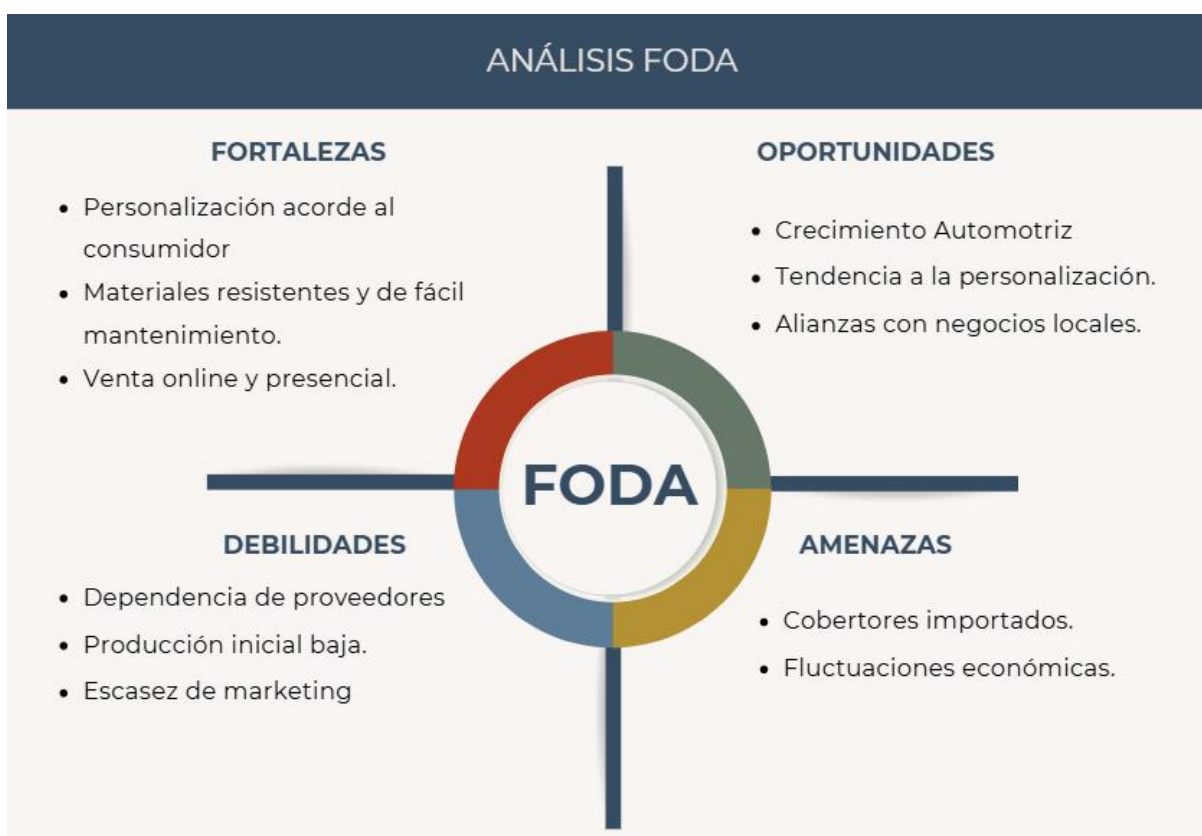 ANÁLISIS FODA
FORTALEZAS
• Personalización acorde al
consumidor
• Materiales resistentes y de fácil
mantenimiento.
• Venta online y presencial.
OPORTUNIDADES
• Crecimiento Automotriz
• Tendencia a la personalización.
• Alianzas con negocios locales.
FODA
DEBILIDADES
• Dependencia de proveedores
• Producción inicial baja.
• Escasez de marketing
AMENAZAS
• Cobertores importados.
• Fluctuaciones económicas.